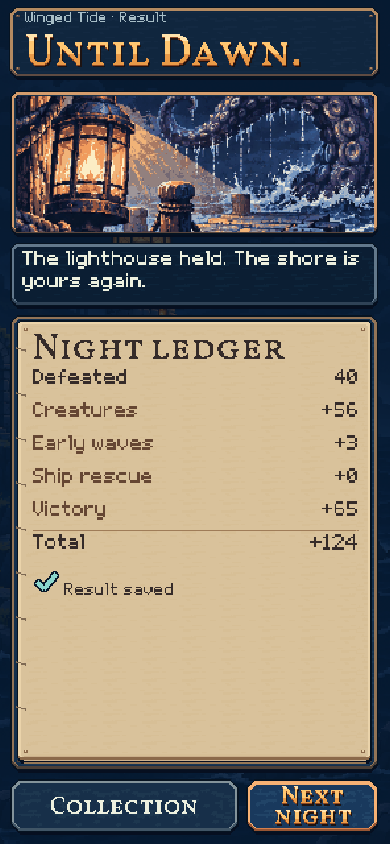 Winged Tide · Result
Until Dawn.
The lighthouse held. The shore is
yours again.
Night ledger
Defeated 40
Creatures +56
Early waves +3
Ship rescue +0
Victory +65
Total +124
Result saved
Collection
Next
night